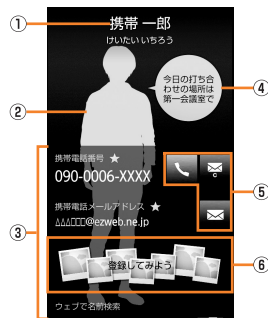 ① 携帯 一郎
けいたい いちろう
②
今日の打ち合
わせの場所は
第一会議室で
④
③ 携帯電話番号 ★
090-0006-XXXX
C
⑤
携帯電話メールアドレス ★
△△△□□□@ezweb.ne.jp
登録してみよう
⑥
ウェブで名前検索